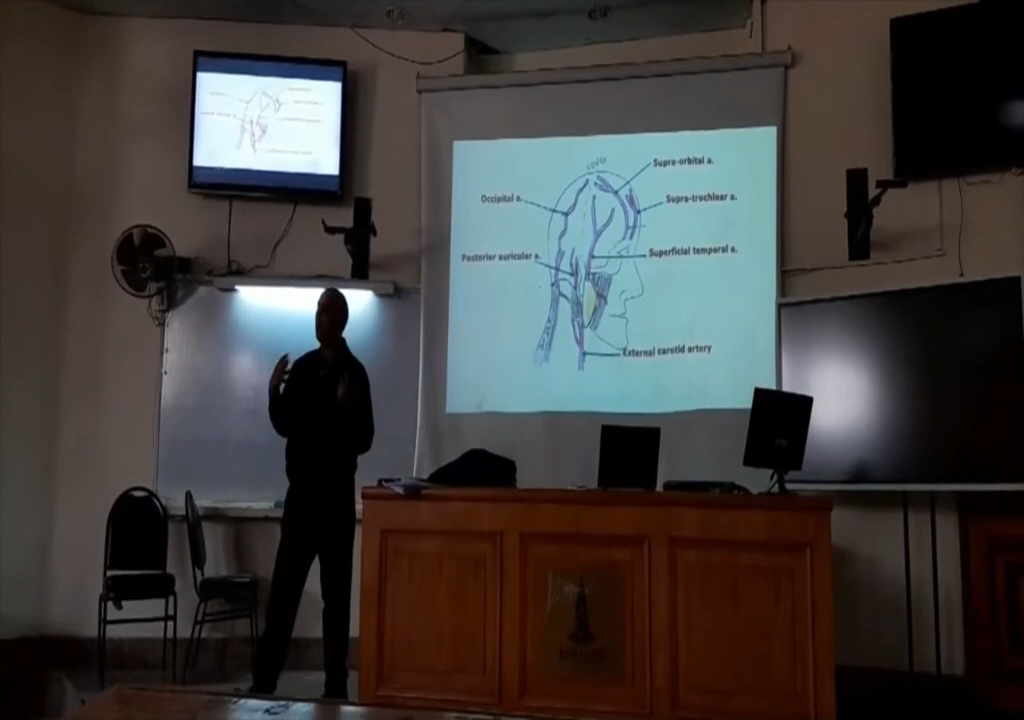 Supra-orbital a.
Occipital a.
Supra-trochlear a.
Posterior auricular a.
Superficial temporal a.
External carotid artery